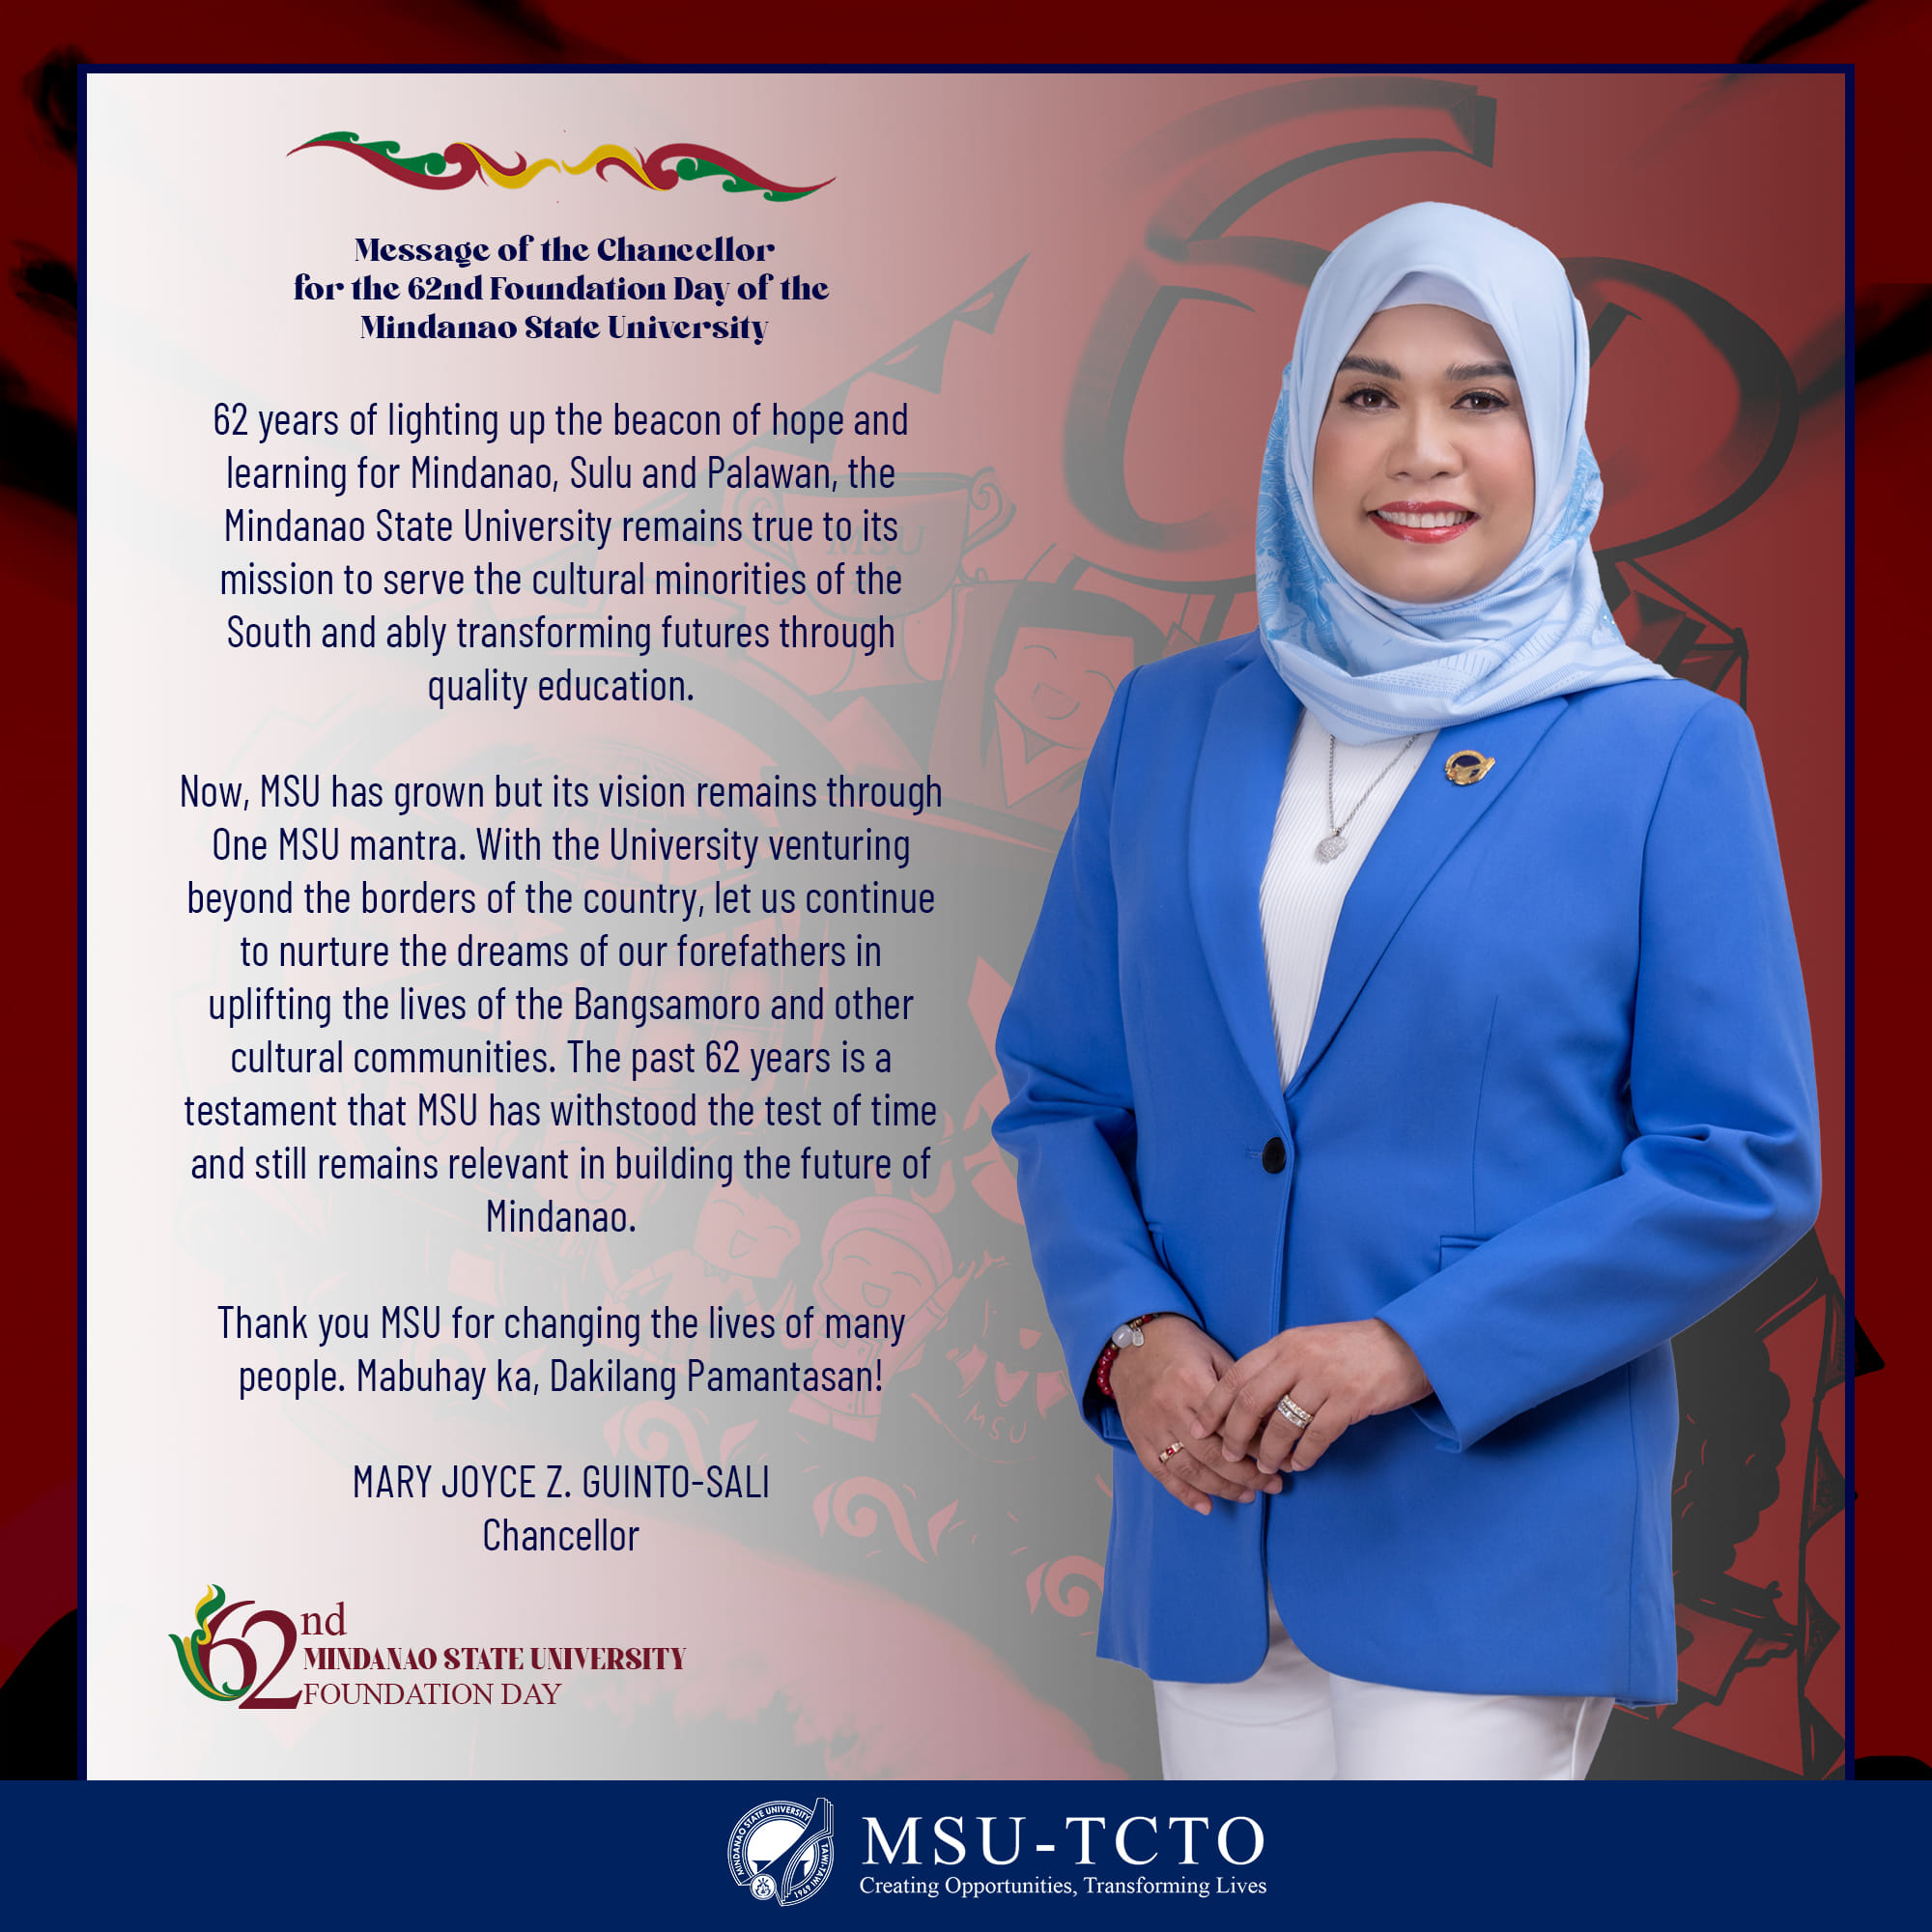 Message of the Chancellor
for the 62nd Foundation Day of the
Mindanao State University
62 years of lighting up the beacon of hope and
learning for Mindanao, Sulu and Palawan, the
Mindanao State University remains true to its
mission to serve the cultural minorities of the
South and ably transforming futures through
quality education.
Now, MSU has grown but its vision remains through
One MSU mantra. With the University venturing
beyond the borders of the country, let us continue
to nurture the dreams of our forefathers in
uplifting the lives of the Bangsamoro and other
cultural communities. The past 62 years is a
testament that MSU has withstood the test of time
and still remains relevant in building the future of
Mindanao.
Thank you MSU for changing the lives of many
people. Mabuhay ka, Dakilang Pamantasan!
MARY JOYCE Z. GUINTO-SALI
Chancellor
62nd
MINDANAO STATE UNIVERSITY
FOUNDATION DAY
MSU
MSU
MINDANAO STATE UNIVERSITY
TAWI-TAWI 1969
MSU-TCTO
Creating Opportunities, Transforming Lives